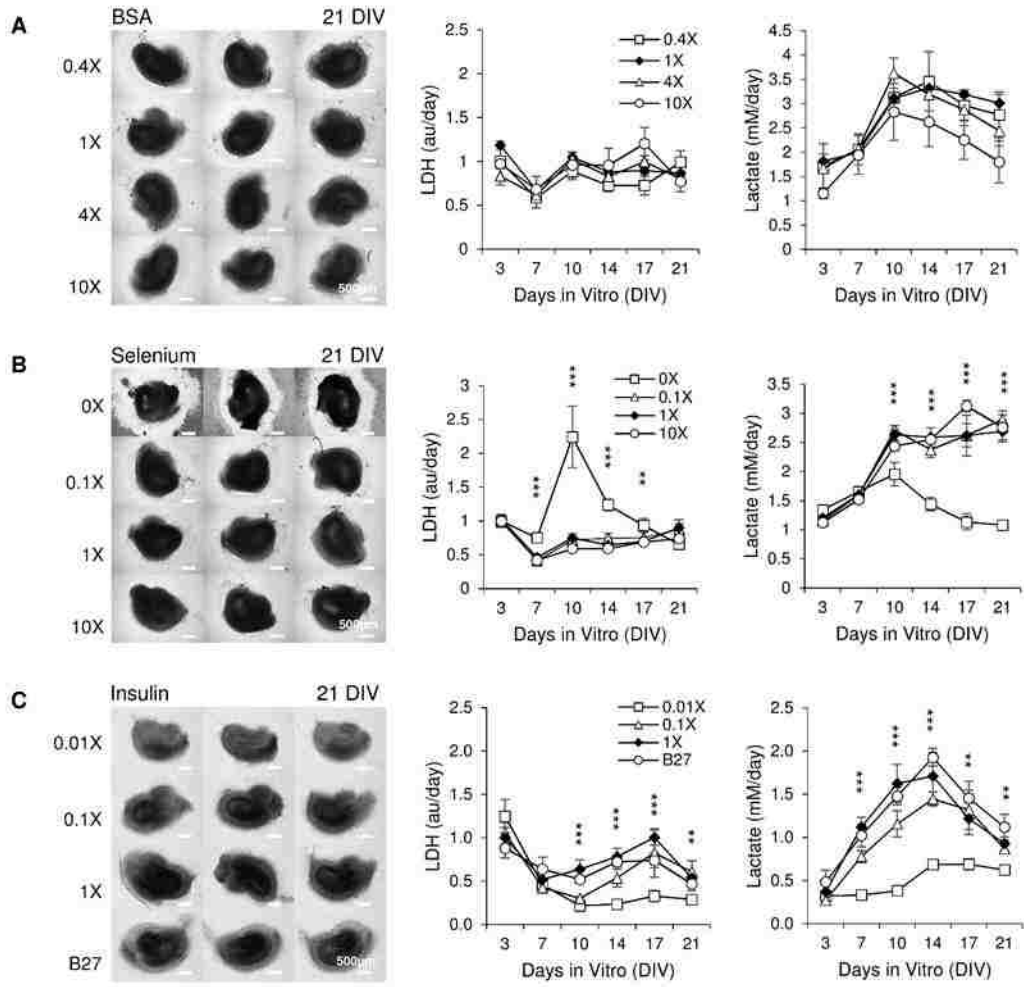 A
BSA 21 DIV
0.4X
1X
4X
10X
500µm
LDH (au/day)
2.5
2
1.5
1
0.5
0
0.4X
1X
4X
10X
3 7 10 14 17 21
Days in Vitro (DIV)
Lactate (mM/day)
4.5
4
3.5
3
2.5
2
1.5
1
0.5
0
3 7 10 14 17 21
Days in Vitro (DIV)
B
Selenium 21 DIV
0X
0.1X
1X
10X
500µm
LDH (au/day)
3
2.5
2
1.5
1
0.5
0
0X
0.1X
1X
10X
***
***
***
**
3 7 10 14 17 21
Days in Vitro (DIV)
Lactate (mM/day)
3.5
3
2.5
2
1.5
1
0.5
0
***
***
***
***
3 7 10 14 17 21
Days in Vitro (DIV)
C
Insulin 21 DIV
0.01X
0.1X
1X
B27
500µm
LDH (au/day)
2.5
2.0
1.5
1.0
0.5
0.0
0.01X
0.1X
1X
B27
***
***
***
**
3 7 10 14 17 21
Days in Vitro (DIV)
Lactate (mM/day)
2.5
2.0
1.5
1.0
0.5
0.0
***
***
***
**
**
3 7 10 14 17 21
Days in Vitro (DIV)